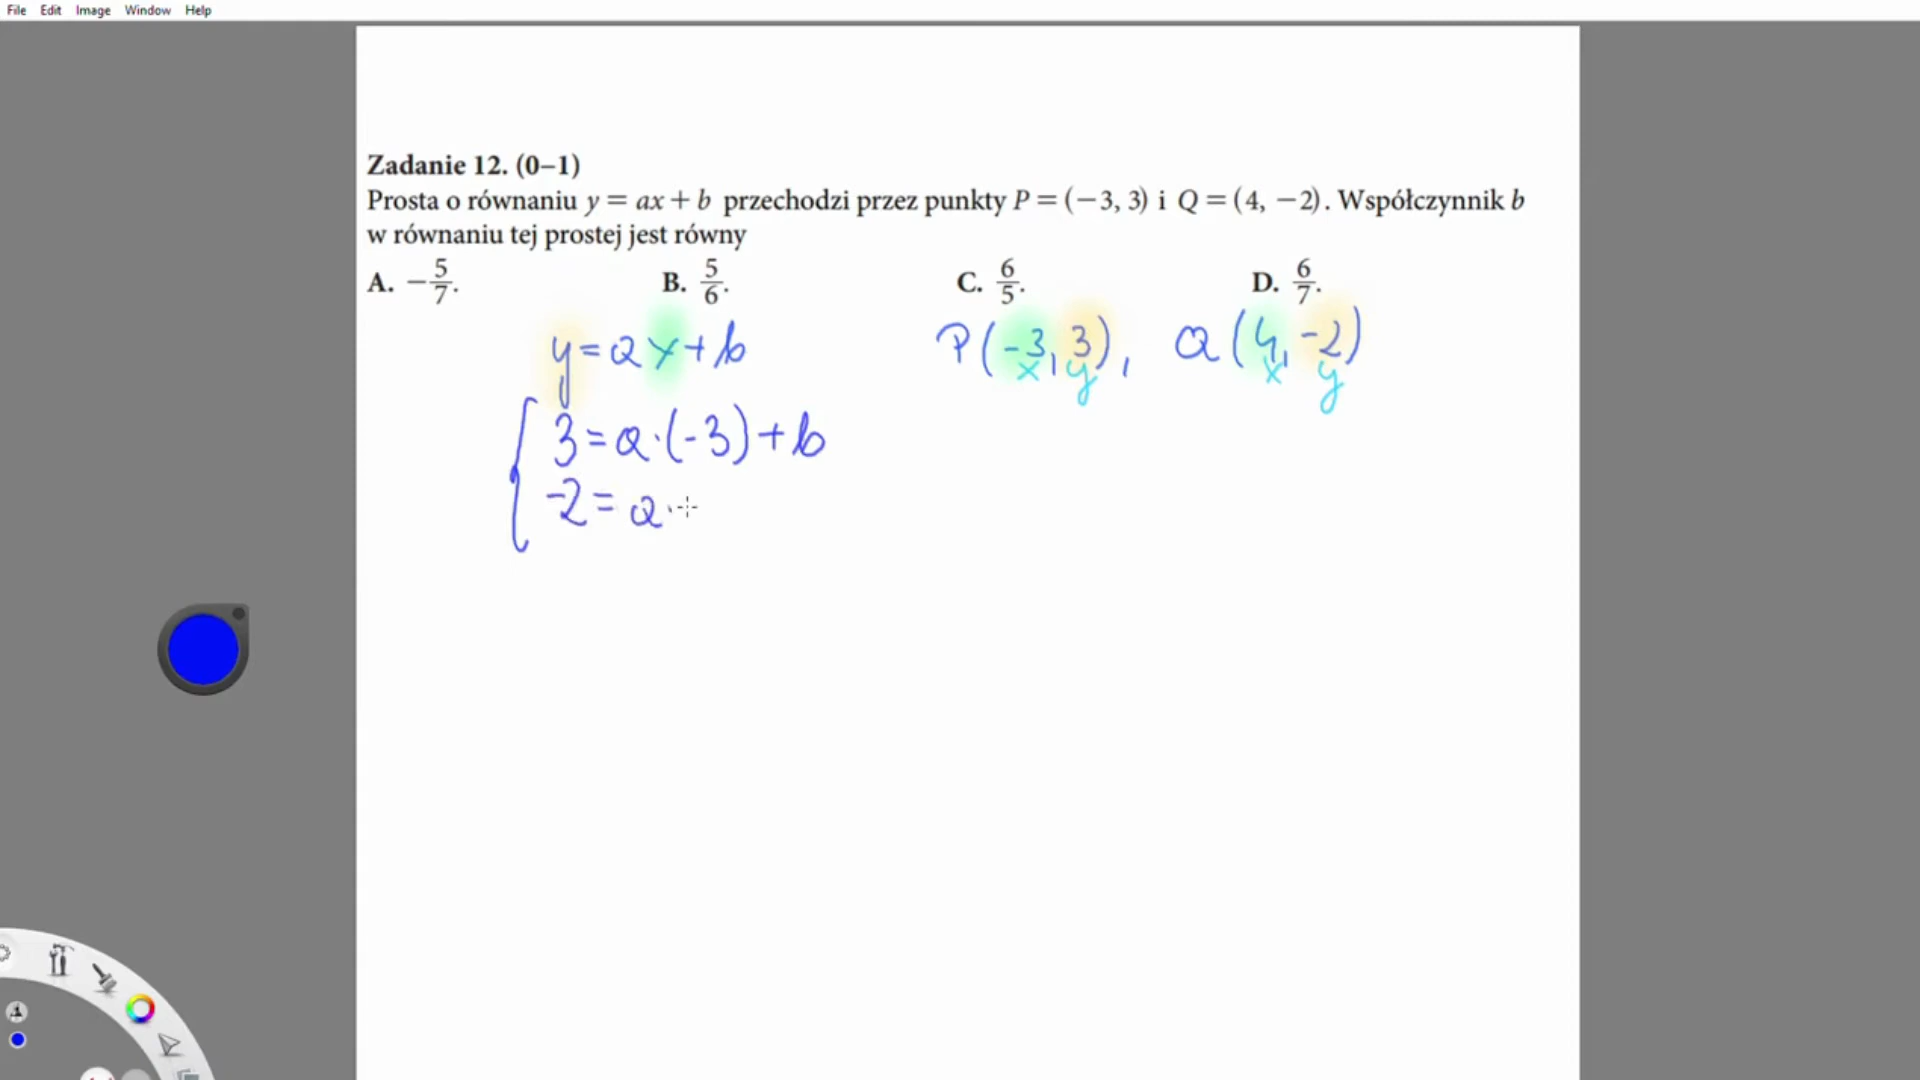 File Edit Image Window Help
Zadanie 12. (0–1)
Prosta o równaniu y = ax + b przechodzi przez punkty P = (−3, 3) i Q = (4, −2). Współczynnik b
w równaniu tej prostej jest równy
A. −5/7. B. 5/6. C. 6/5. D. 6/7.
y = ax + b P(-3, 3), Q(4, -2)
x y x y
3 = a·(-3) + b
-2 = a·